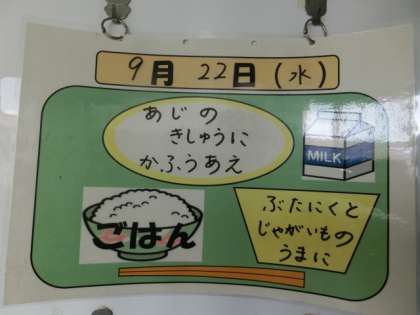 9月 22日(水)
あじの
きしゅうに
かふうあえ
MILK
ごはん
ぶたにくと
じゃがいもの
うまに